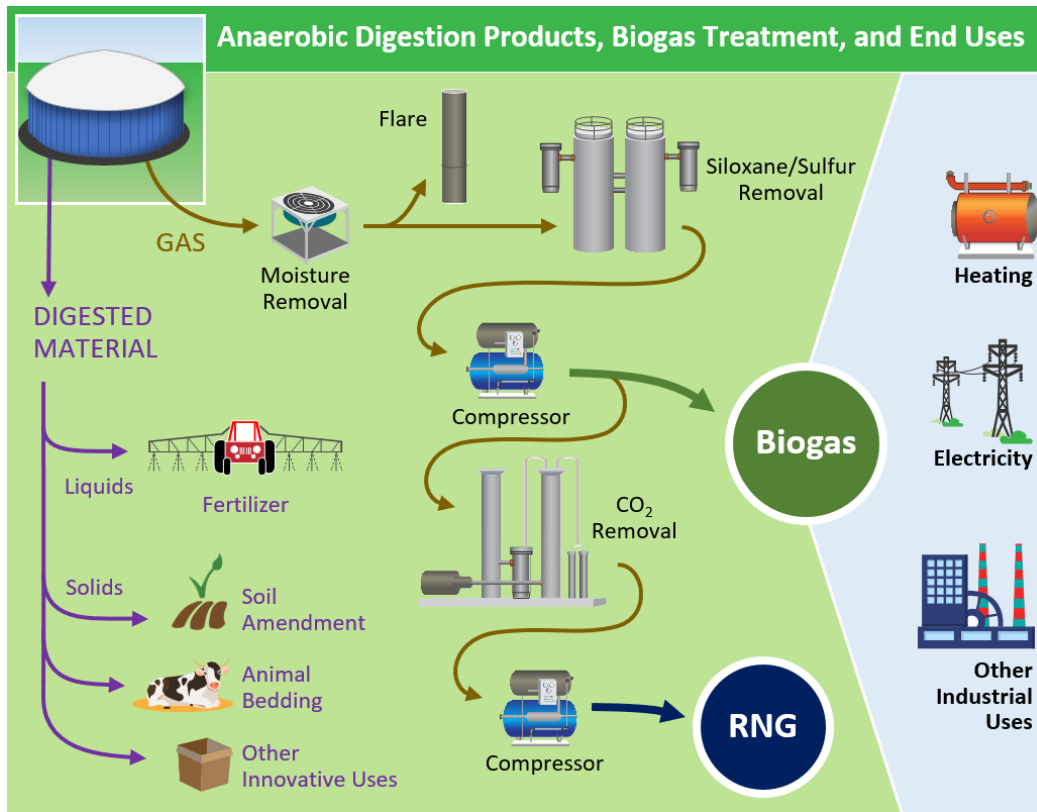 Anaerobic Digestion Products, Biogas Treatment, and End Uses
Flare
Siloxane/Sulfur
Removal
GAS
Moisture
Removal
Heating
DIGESTED
MATERIAL
Compressor
Biogas
Electricity
Liquids
Fertilizer
CO₂
Removal
Solids
Soil
Amendment
Animal
Bedding
Other
Industrial
Uses
RNG
Other
Innovative Uses
Compressor